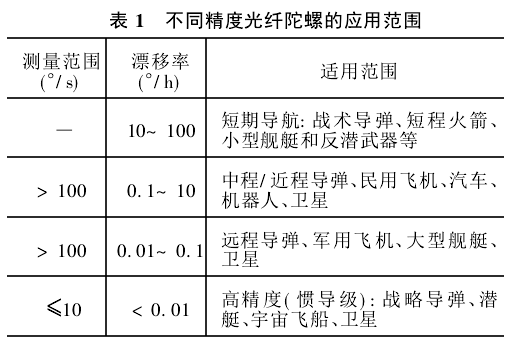 表 1 不同精度光纤陀螺的应用范围
测量范围 漂移率 适用范围
(°/s) (°/h)
— 10~ 100 短期导航: 战术导弹、短程火箭、
小型舰艇和反潜武器等
> 100 0.1~ 10 中程/近程导弹、民用飞机、汽车、
机器人、卫星
> 100 0.01~ 0.1 远程导弹、军用飞机、大型舰艇、
卫星
≤10 < 0.01 高精度(惯导级): 战略导弹、潜
艇、宇宙飞船、卫星